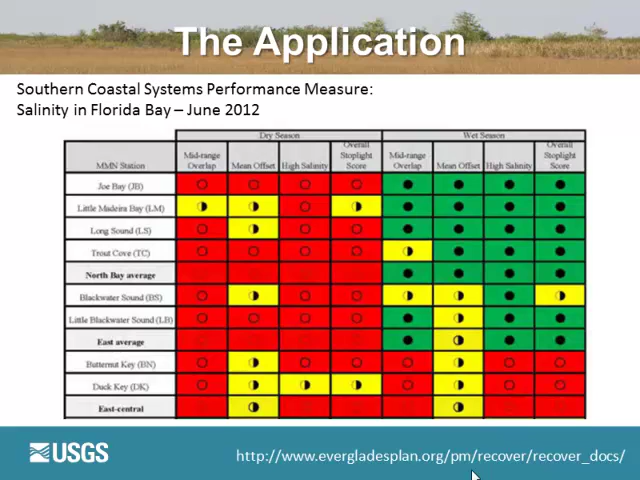 The Application
Southern Coastal Systems Performance Measure:
Salinity in Florida Bay – June 2012
Dry Season Wet Season
MMN Station Mid-range Overlap Mean Offset High Salinity Overall Stoplight Score Mid-range Overlap Mean Offset High Salinity Overall Stoplight Score
Joe Bay (JB)
Little Madeira Bay (LM)
Long Sound (LS)
Trout Cove (TC)
North Bay average
Blackwater Sound (BS)
Little Blackwater Sound (LB)
East average
Butternut Key (BN)
Duck Key (DK)
East-central
USGS
http://www.evergladesplan.org/pm/recover/recover_docs/